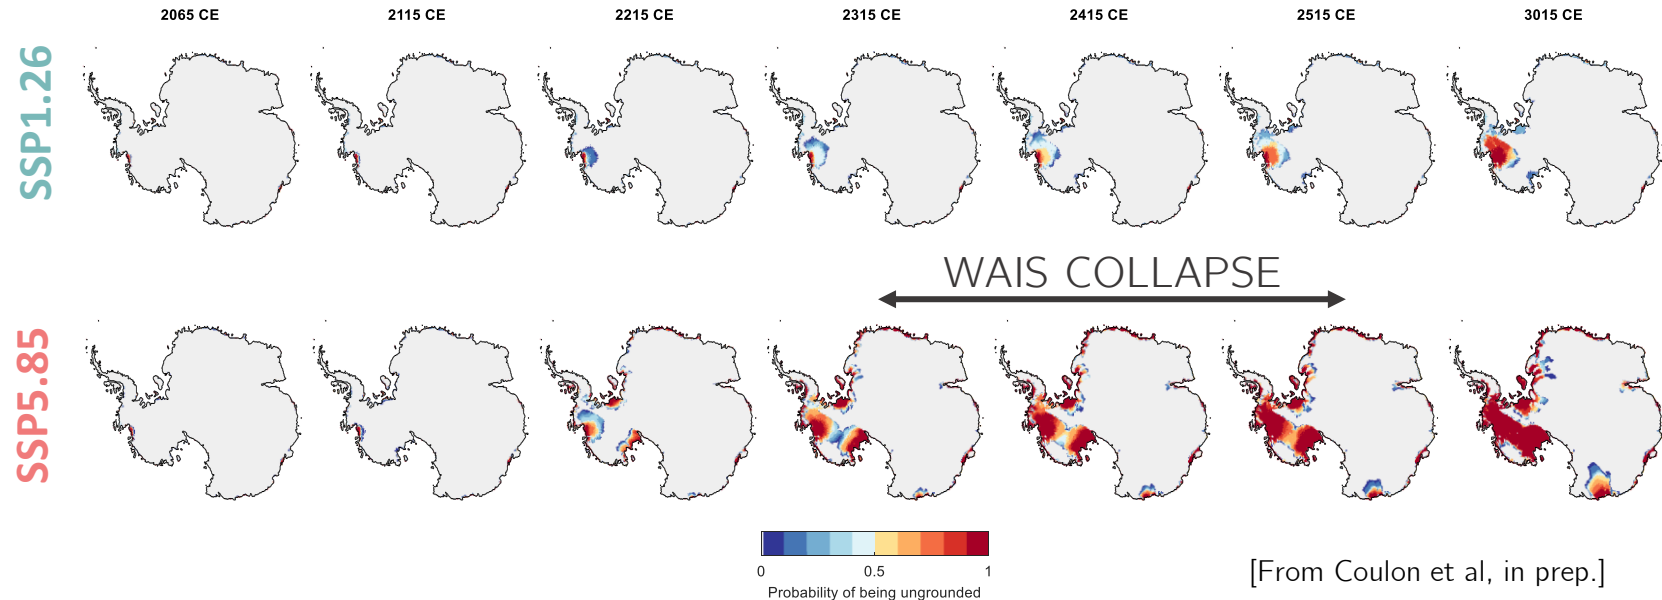 2065 CE 2115 CE 2215 CE 2315 CE 2415 CE 2515 CE 3015 CE
SSP1.26
WAIS COLLAPSE
SSP5.85
0 0.5 1
Probability of being ungrounded
[From Coulon et al, in prep.]